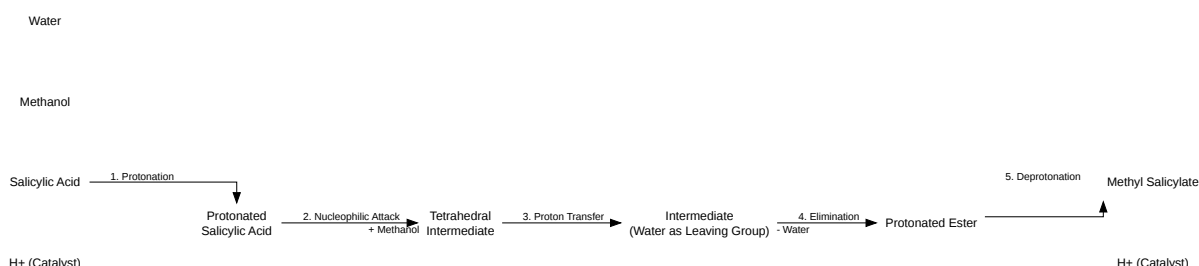 Water
Methanol
Salicylic Acid
1. Protonation
Protonated
Salicylic Acid
2. Nucleophilic Attack
+ Methanol
Tetrahedral
Intermediate
3. Proton Transfer
Intermediate
(Water as Leaving Group)
4. Elimination
- Water
Protonated Ester
5. Deprotonation
Methyl Salicylate
H+ (Catalyst)
H+ (Catalyst)